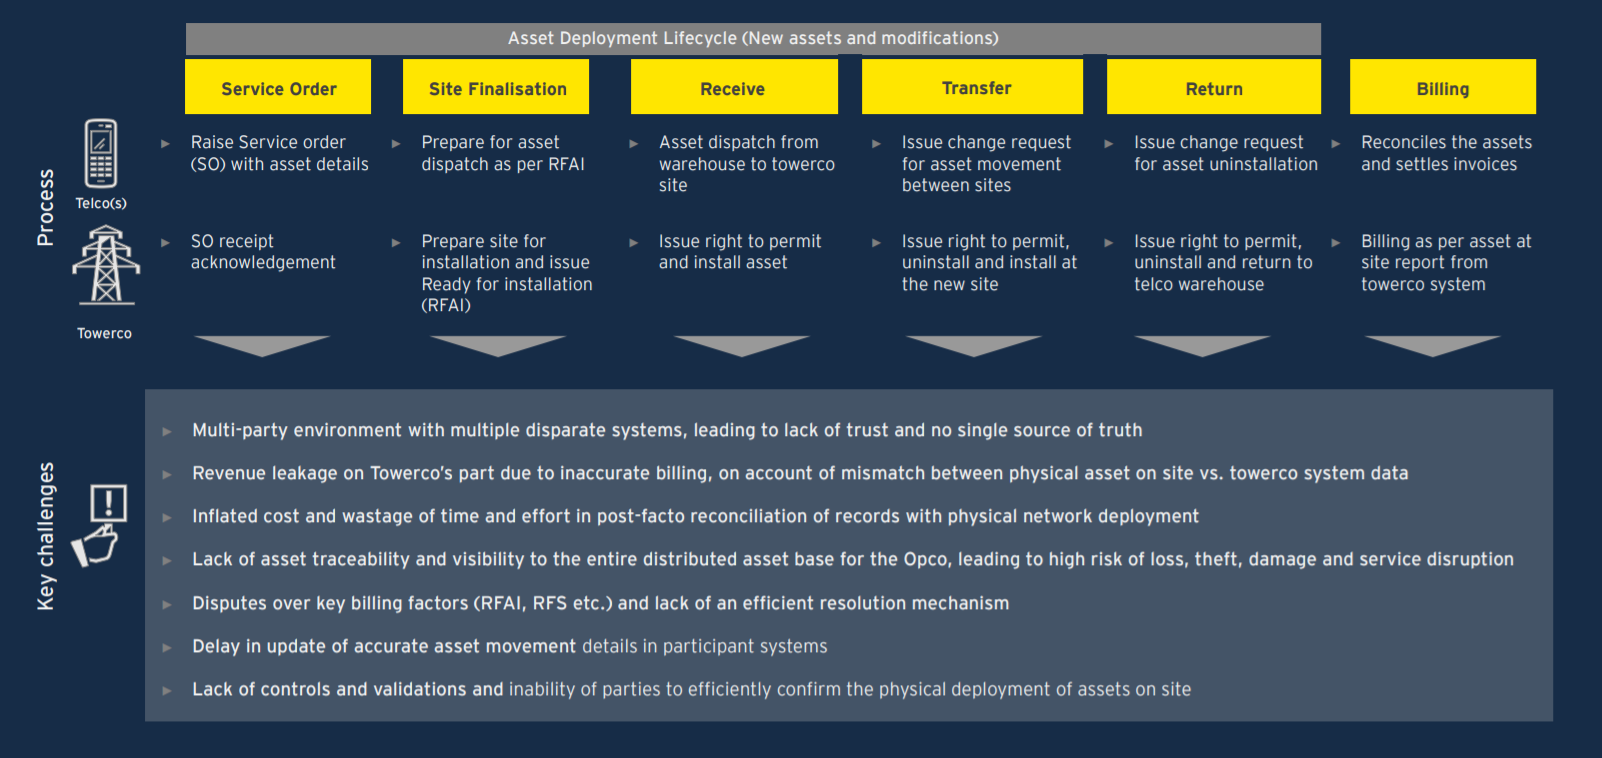 Asset Deployment Lifecycle (New assets and modifications)
Service Order
Site Finalisation
Receive
Transfer
Return
Billing
Process
Telco(s)
Raise Service order
(SO) with asset details
Prepare for asset
dispatch as per RFAI
Asset dispatch from
warehouse to towerco
site
Issue change request
for asset movement
between sites
Issue change request
for asset uninstallation
Reconciles the assets
and settles invoices
Towerco
SO receipt
acknowledgement
Prepare site for
installation and issue
Ready for installation
(RFAI)
Issue right to permit
and install asset
Issue right to permit,
uninstall and install at
the new site
Issue right to permit,
uninstall and return to
telco warehouse
Billing as per asset at
site report from
towerco system
Key challenges
Multi-party environment with multiple disparate systems, leading to lack of trust and no single source of truth
Revenue leakage on Towerco's part due to inaccurate billing, on account of mismatch between physical asset on site vs. towerco system data
Inflated cost and wastage of time and effort in post-facto reconciliation of records with physical network deployment
Lack of asset traceability and visibility to the entire distributed asset base for the Opco, leading to high risk of loss, theft, damage and service disruption
Disputes over key billing factors (RFAI, RFS etc.) and lack of an efficient resolution mechanism
Delay in update of accurate asset movement details in participant systems
Lack of controls and validations and inability of parties to efficiently confirm the physical deployment of assets on site